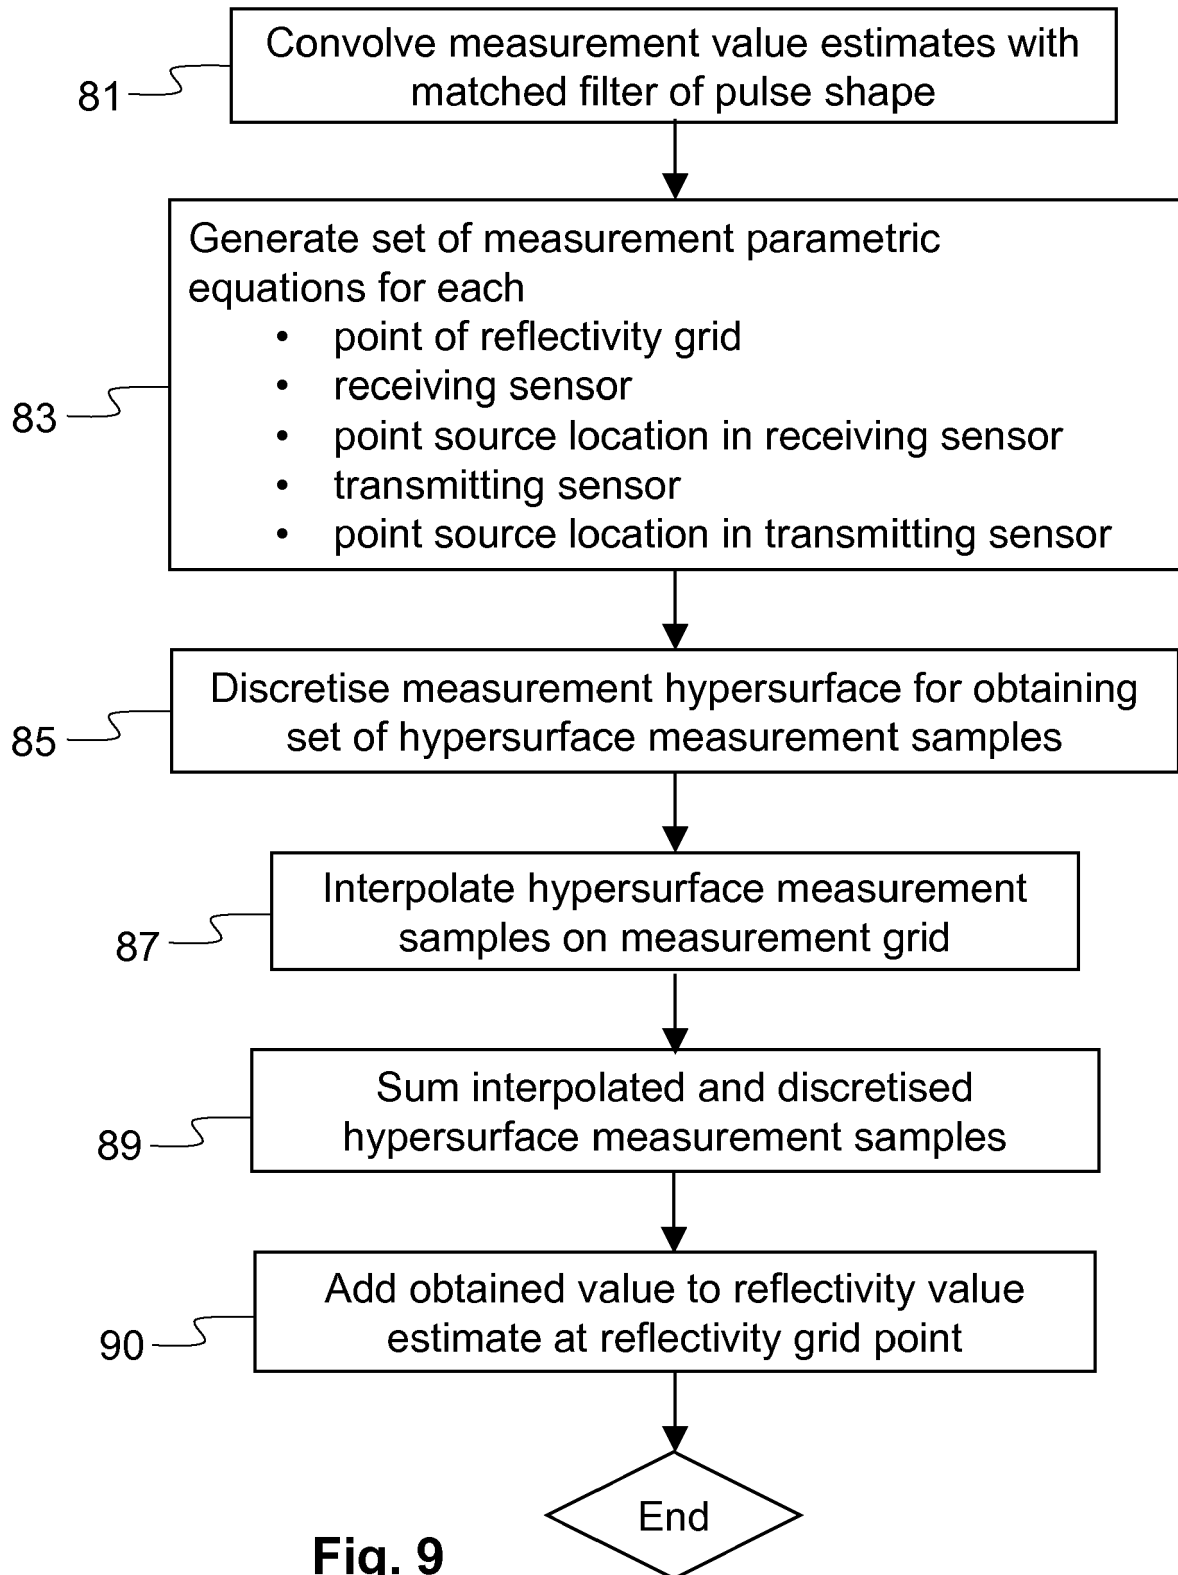 Convolve measurement value estimates with
matched filter of pulse shape
81
Generate set of measurement parametric
equations for each
• point of reflectivity grid
• receiving sensor
• point source location in receiving sensor
• transmitting sensor
• point source location in transmitting sensor
83
Discretise measurement hypersurface for obtaining
set of hypersurface measurement samples
85
Interpolate hypersurface measurement
samples on measurement grid
87
Sum interpolated and discretised
hypersurface measurement samples
89
Add obtained value to reflectivity value
estimate at reflectivity grid point
90
End
Fig. 9